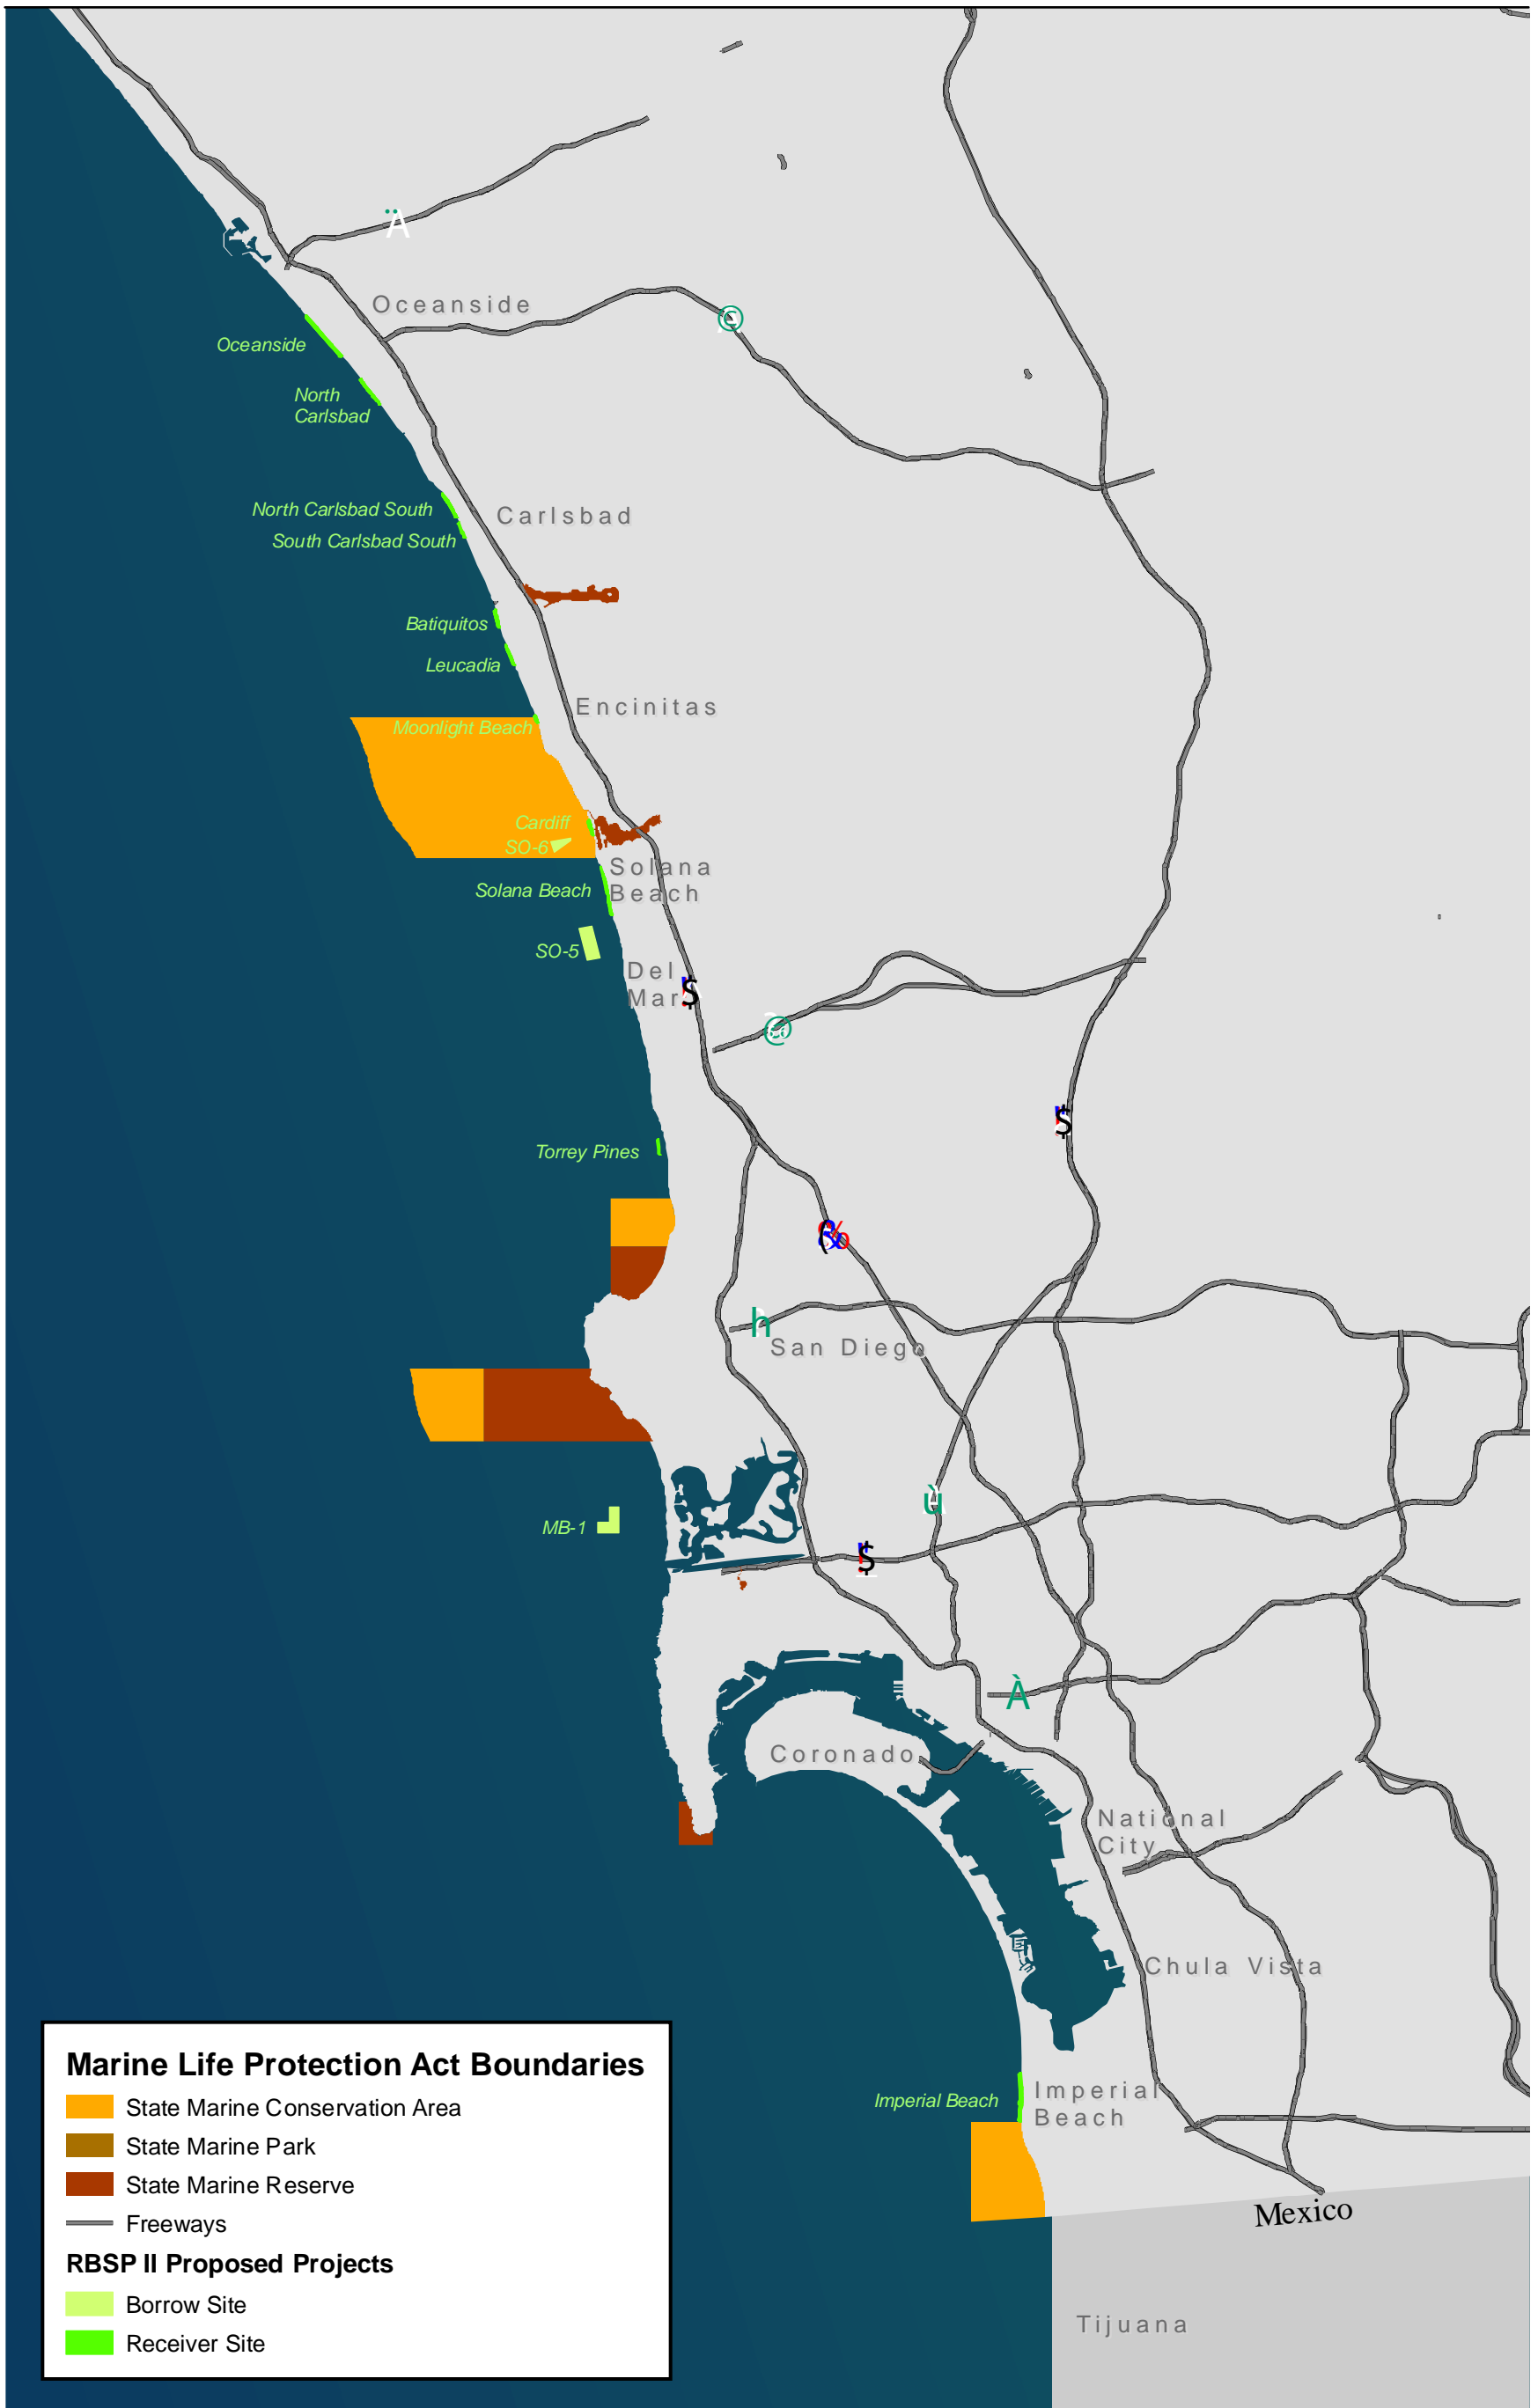 Ä
Oceanside
©
Oceanside
North
Carlsbad
North Carlsbad South
Carlsbad
South Carlsbad South
Batiquitos
Leucadia
Encinitas
Moonlight Beach
Cardiff
SO-6
Solana
Beach
Solana Beach
SO-5
Del
Mar
$
@
$
Torrey Pines
h
San Diego
ù
MB-1
$
À
Coronado
National
City
Chula Vista
Imperial Beach
Imperial
Beach
Mexico
Tijuana
Marine Life Protection Act Boundaries
State Marine Conservation Area
State Marine Park
State Marine Reserve
Freeways
RBSP II Proposed Projects
Borrow Site
Receiver Site